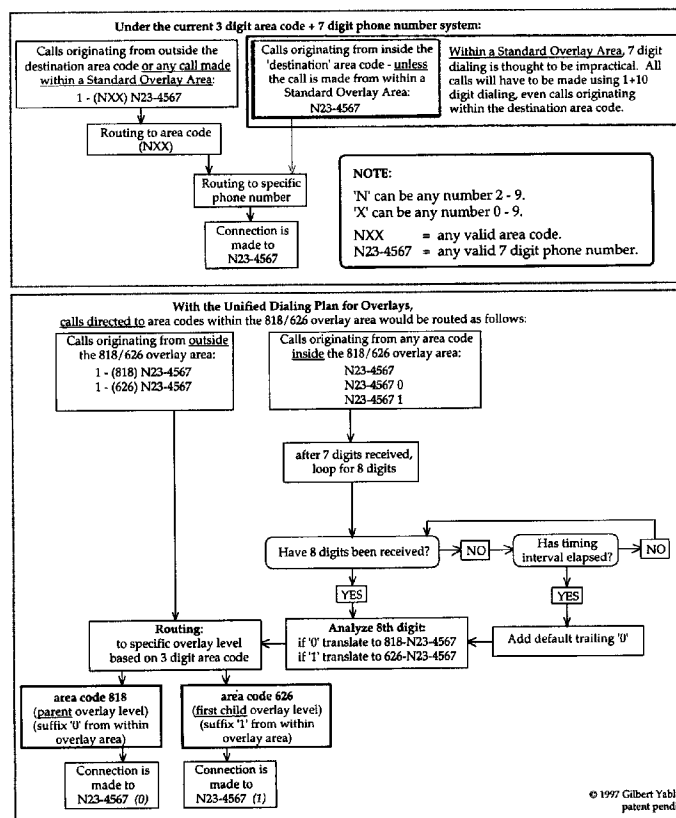 Under the current 3 digit area code + 7 digit phone number system:
Calls originating from outside the
destination area code or any call made
within a Standard Overlay Area:
1 - (NXX) N23-4567
Calls originating from inside the
'destination' area code - unless
the call is made from within a
Standard Overlay Area:
N23-4567
Within a Standard Overlay Area, 7 digit
dialing is thought to be impractical. All
calls will have to be made using 1+10
digit dialing, even calls originating
within the destination area code.
Routing to area code
(NXX)
Routing to specific
phone number
Connection is
made to
N23-4567
NOTE:
'N' can be any number 2 - 9.
'X' can be any number 0 - 9.
NXX = any valid area code.
N23-4567 = any valid 7 digit phone number.
With the Unified Dialing Plan for Overlays,
calls directed to area codes within the 818/626 overlay area would be routed as follows:
Calls originating from outside
the 818/626 overlay area:
1 - (818) N23-4567
1 - (626) N23-4567
Calls originating from any area code
inside the 818/626 overlay area:
N23-4567
N23-4567 0
N23-4567 1
after 7 digits received,
loop for 8 digits
Have 8 digits been received?
NO
Has timing
interval elapsed?
NO
YES
YES
Routing:
to specific overlay level
based on 3 digit area code
Analyze 8th digit:
if '0' translate to 818-N23-4567
if '1' translate to 626-N23-4567
Add default trailing '0'
area code 818
(parent overlay level)
(suffix '0' from within
overlay area)
area code 626
(first child overlay level)
(suffix '1' from within
overlay area)
Connection is
made to
N23-4567 (0)
Connection is
made to
N23-4567 (1)
© 1997 Gilbert Yabl
patent pend